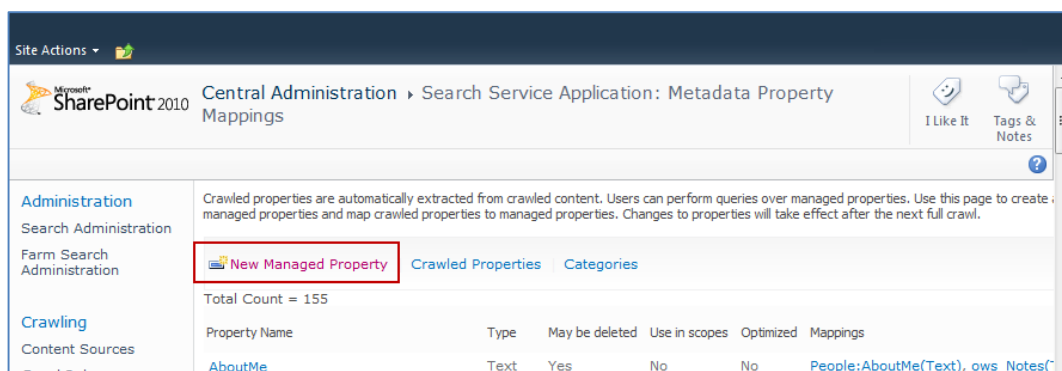 Site Actions
Microsoft
SharePoint 2010
Central Administration ▸ Search Service Application: Metadata Property
Mappings
I Like It
Tags &
Notes
Administration
Search Administration
Farm Search
Administration
Crawling
Content Sources
Crawled properties are automatically extracted from crawled content. Users can perform queries over managed properties. Use this page to create
managed properties and map crawled properties to managed properties. Changes to properties will take effect after the next full crawl.
New Managed Property Crawled Properties Categories
Total Count = 155
Property Name Type May be deleted Use in scopes Optimized Mappings
AboutMe Text Yes No No People:AboutMe(Text), ows_Notes(